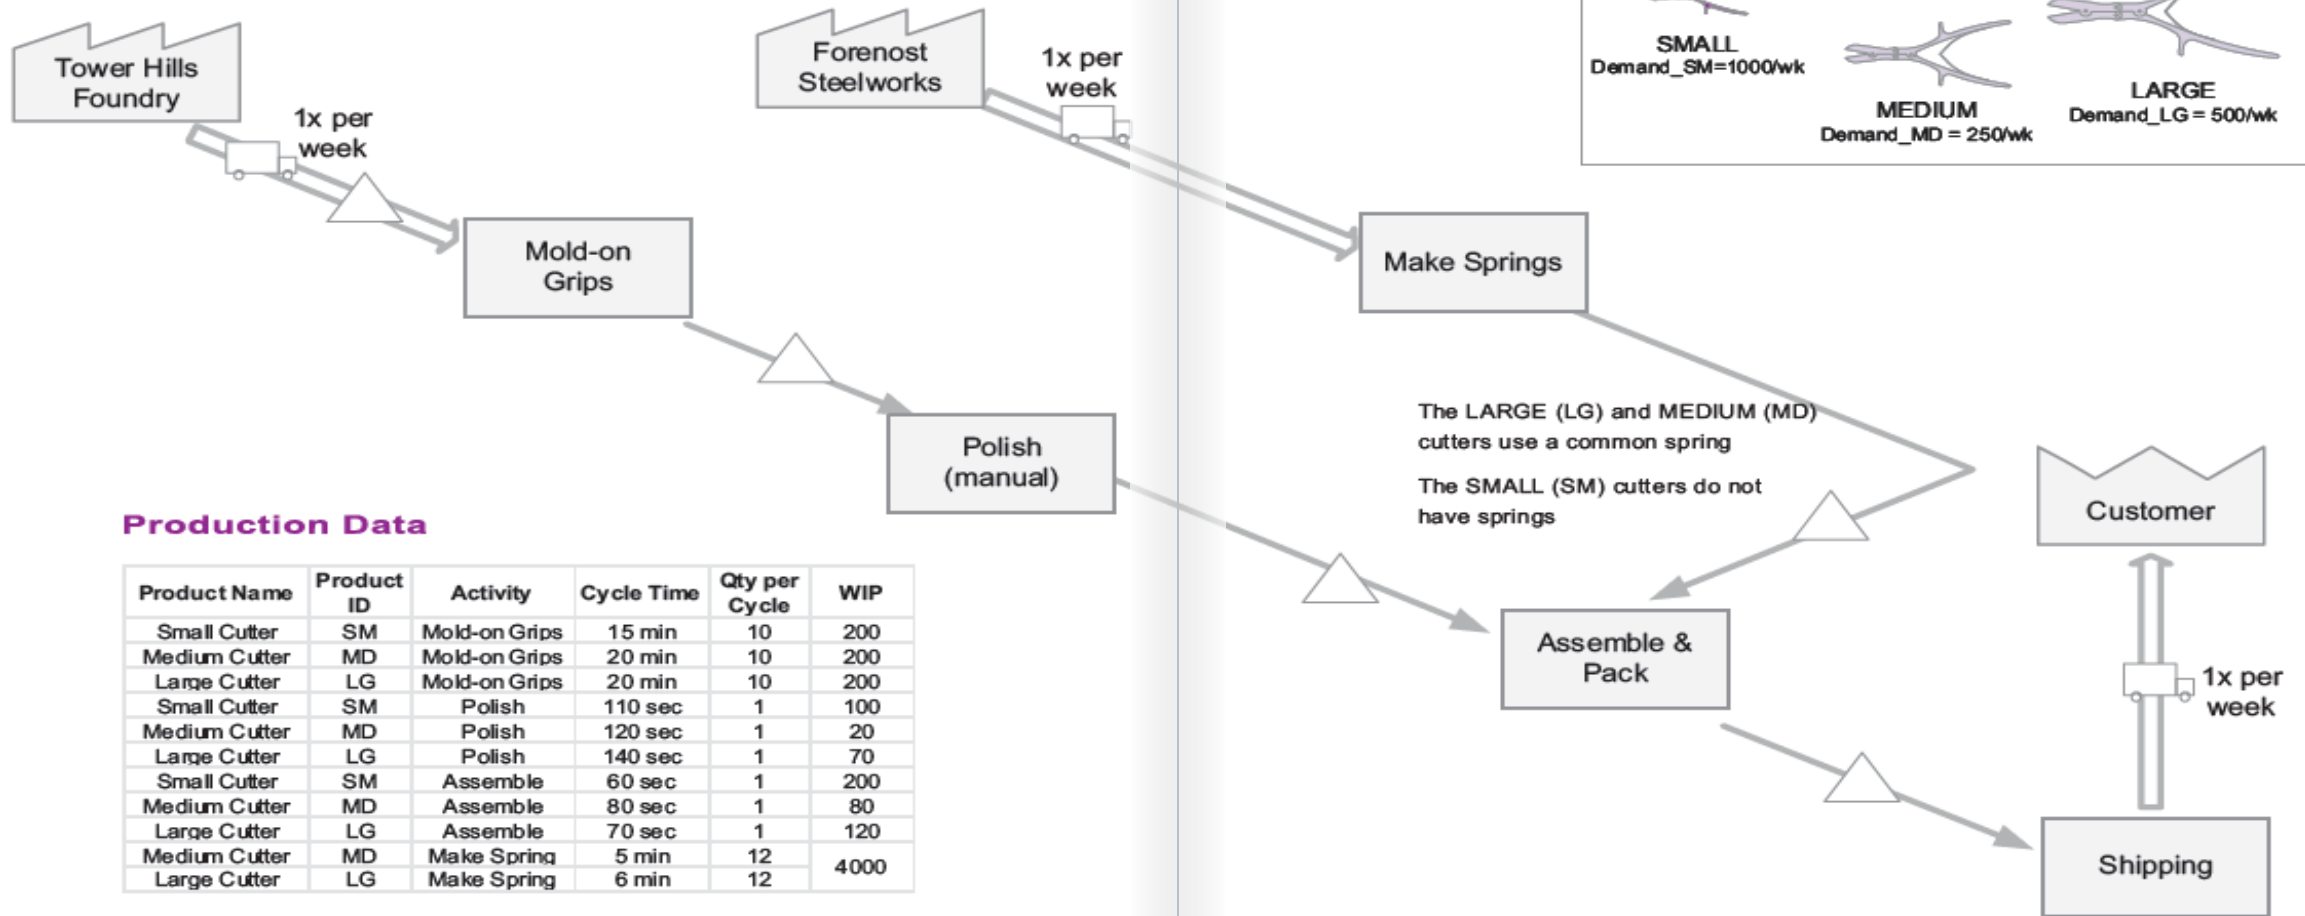 Tower Hills
Foundry
1x per
week
Forenost
Steelworks
1x per
week
SMALL
Demand_SM=1000/wk
MEDIUM
Demand_MD = 250/wk
LARGE
Demand_LG = 500/wk
Mold-on
Grips
Make Springs
Polish
(manual)
The LARGE (LG) and MEDIUM (MD)
cutters use a common spring
The SMALL (SM) cutters do not
have springs
Customer
Assemble &
Pack
1x per
week
Shipping
Production Data
Product Name Product ID Activity Cycle Time Qty per Cycle WIP
Small Cutter SM Mold-on Grips 15 min 10 200
Medium Cutter MD Mold-on Grips 20 min 10 200
Large Cutter LG Mold-on Grips 20 min 10 200
Small Cutter SM Polish 110 sec 1 100
Medium Cutter MD Polish 120 sec 1 20
Large Cutter LG Polish 140 sec 1 70
Small Cutter SM Assemble 60 sec 1 200
Medium Cutter MD Assemble 80 sec 1 80
Large Cutter LG Assemble 70 sec 1 120
Medium Cutter MD Make Spring 5 min 12 4000
Large Cutter LG Make Spring 6 min 12